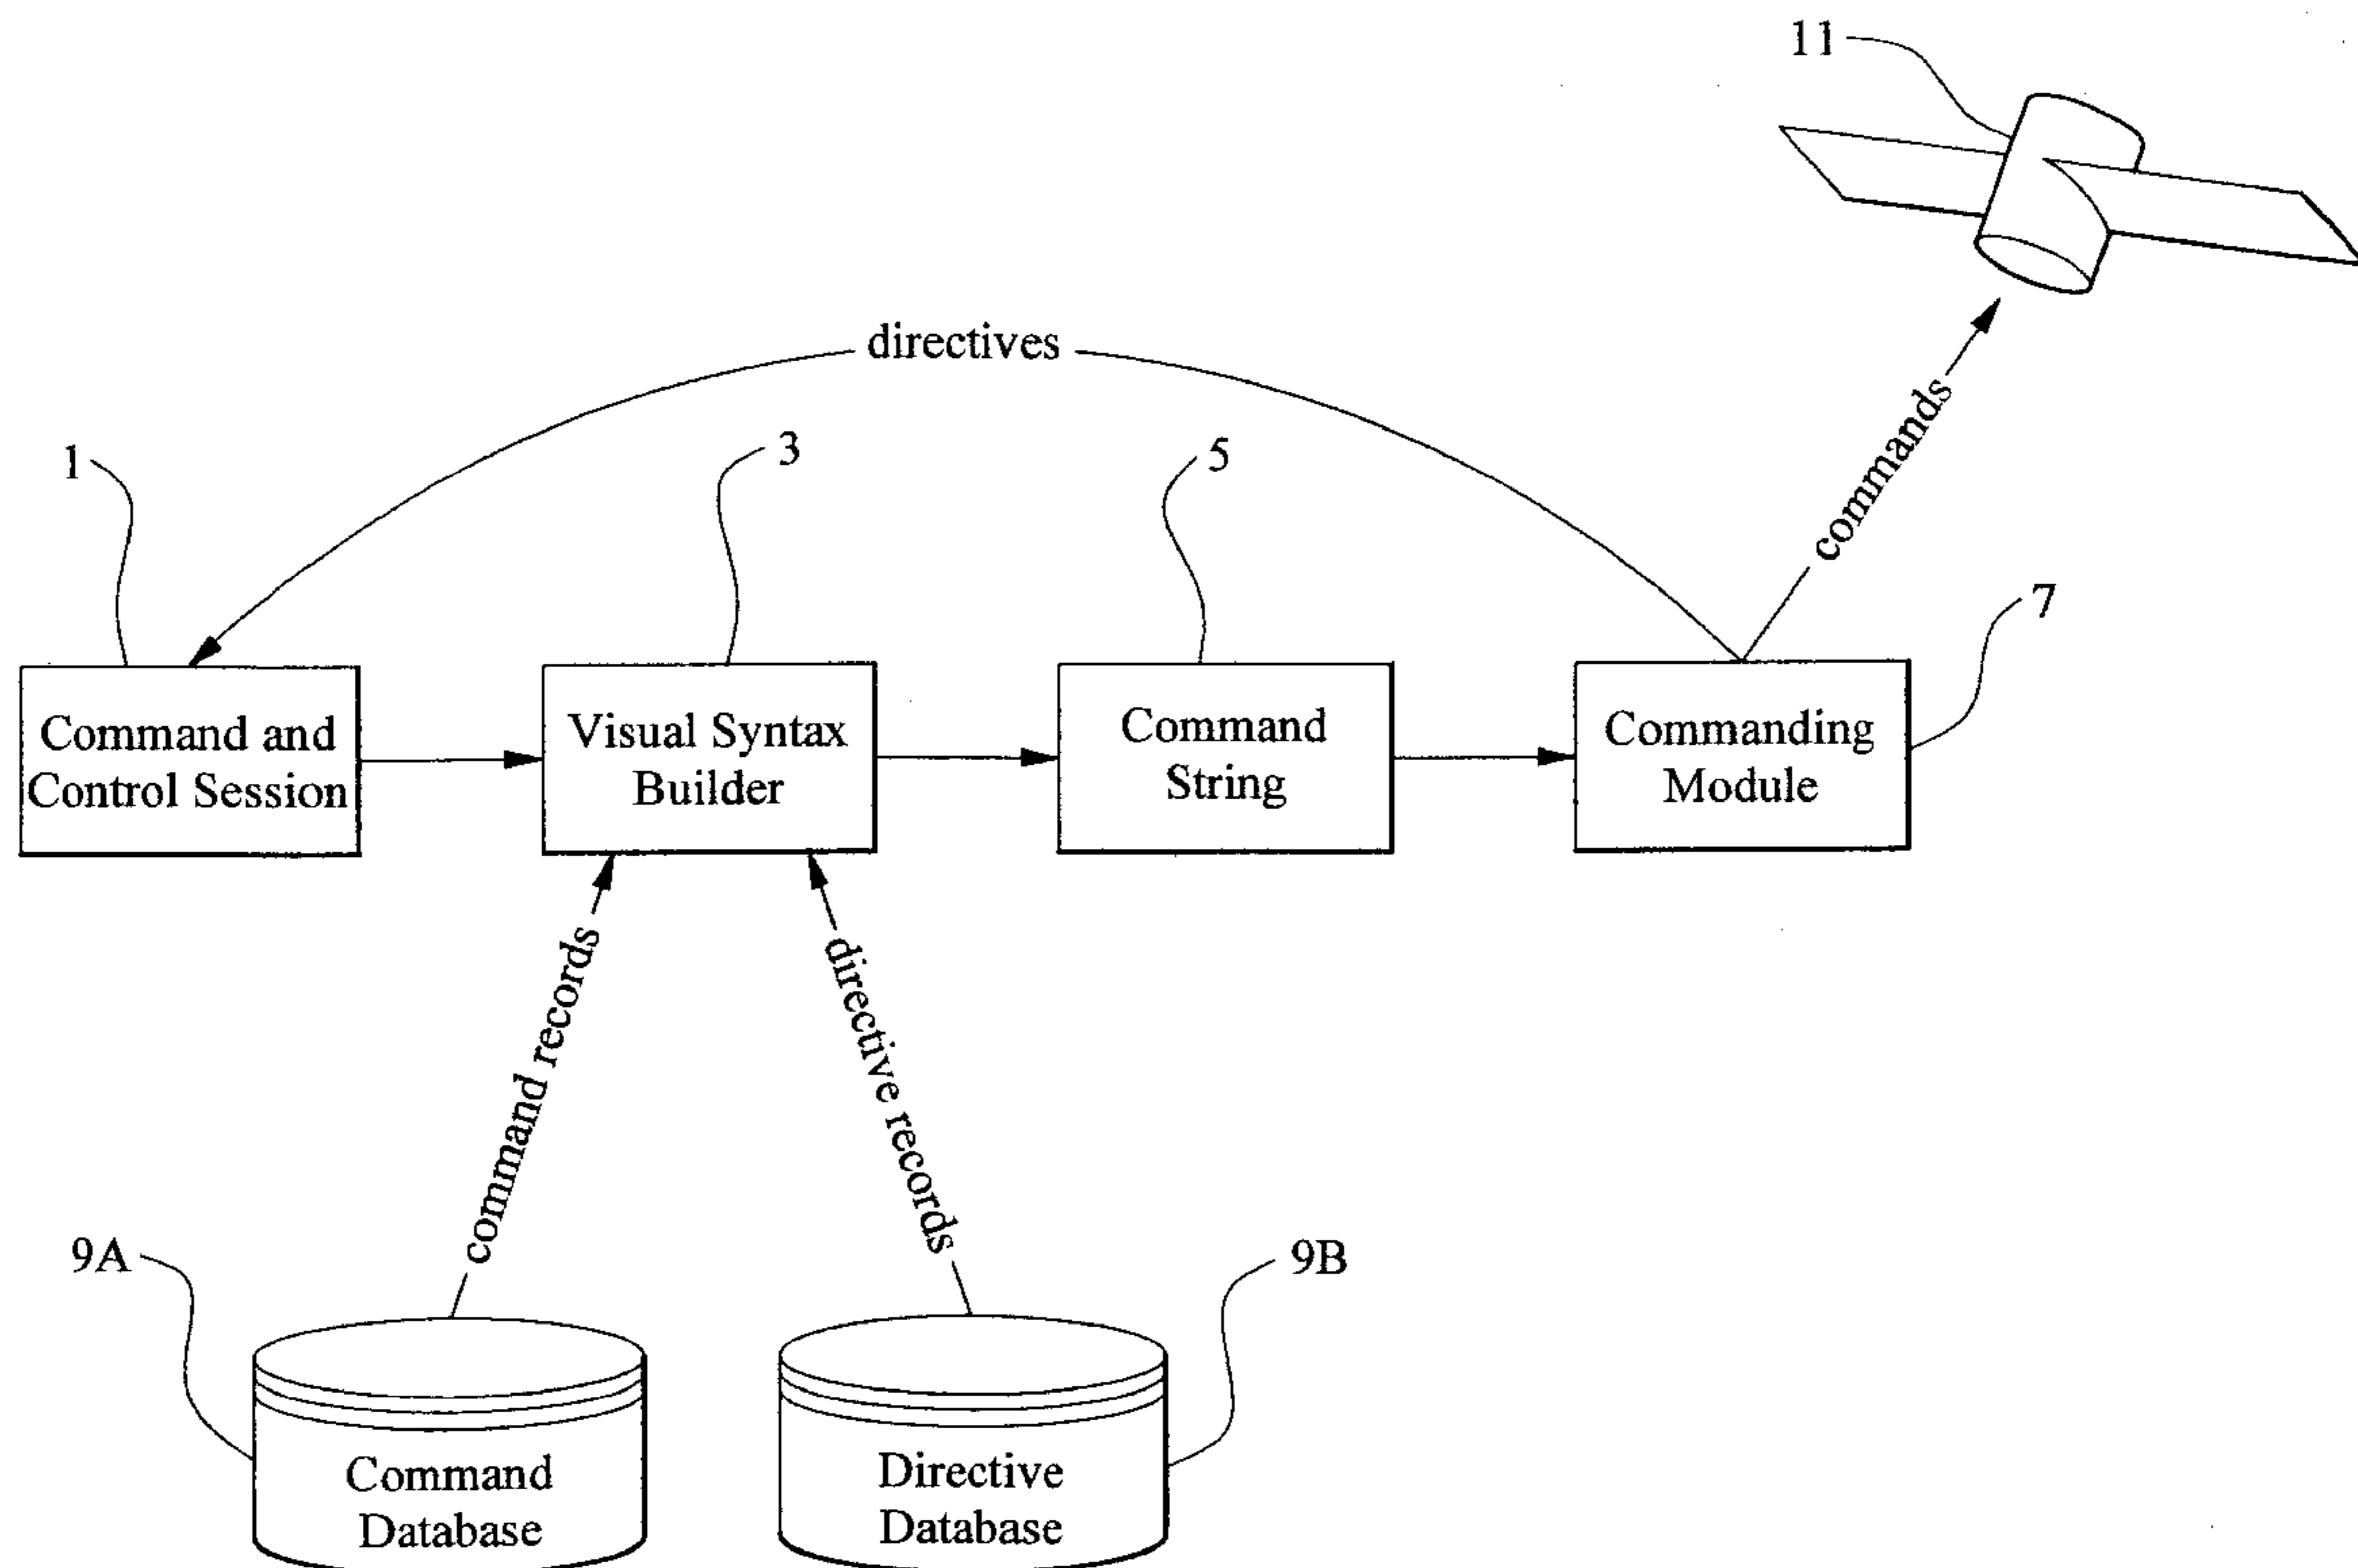 11
directives
commands
1
3
5
7
Command and
Control Session
Visual Syntax
Builder
Command
String
Commanding
Module
command records
directive records
9A
9B
Command
Database
Directive
Database